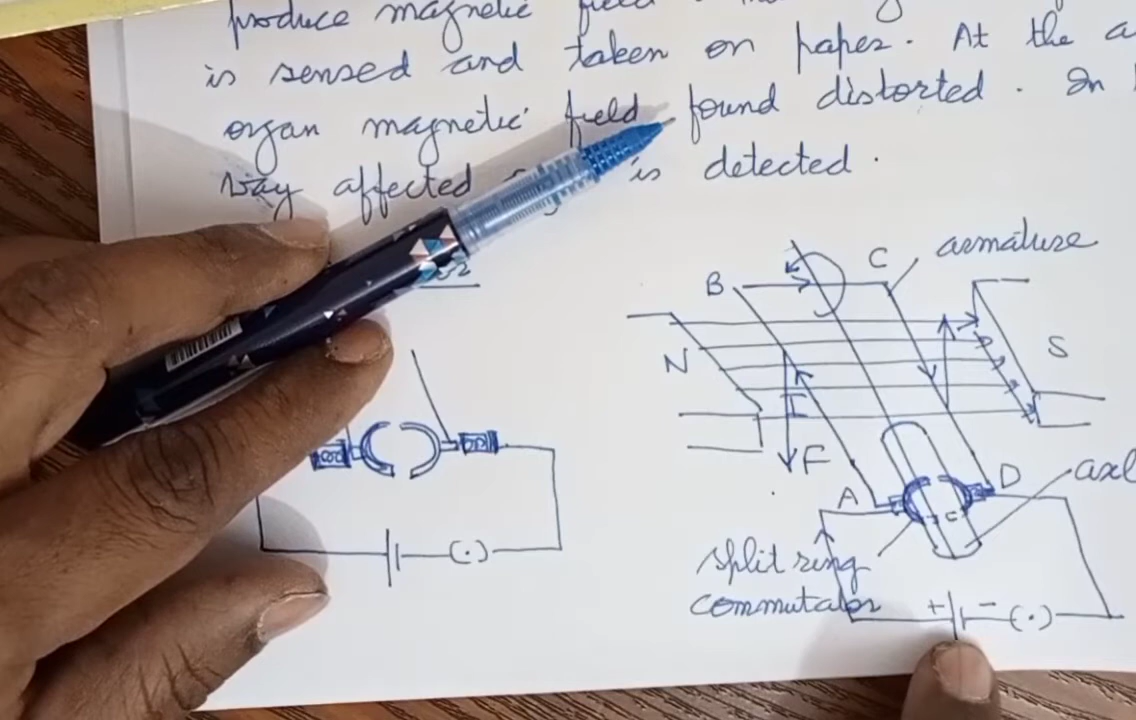 produce magnetic field
is sensed and taken on paper. At the
organ magnetic field found distorted. In
way affected is detected.
armature
B C
N S
I
F
A D
axl
split ring
commutator
+ - (.)
(.)